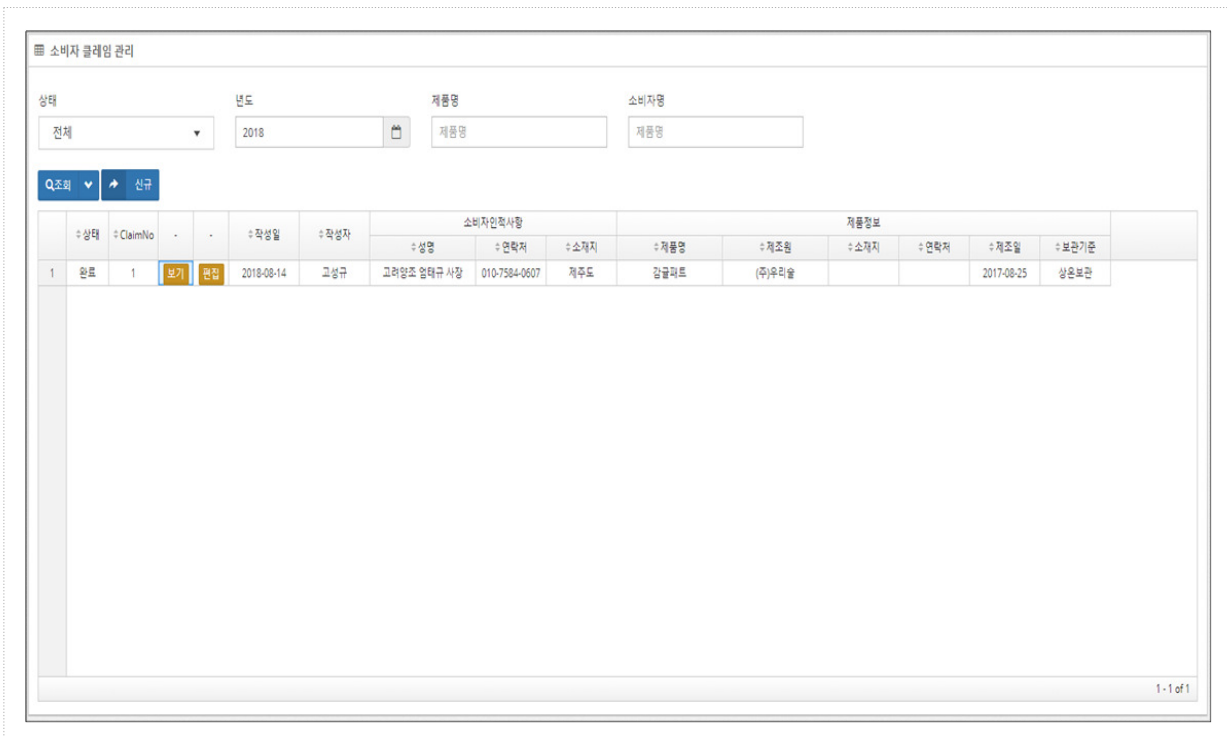 소비자 클레임 관리
상태 년도 제품명 소비자명
전체 2018 제품명 제품명
조회 신규
소비자인적사항 제품정보
상태 ClaimNo - - 작성일 작성자
성명 연락처 소재지 제품명 제조원 소재지 연락처 제조일 보관기준
1 완료 1 보기 편집 2018-08-14 고성규 고려양조 엄태규 사장 010-7584-0607 제주도 감귤퍄트 (주)우리술 2017-08-25 상온보관
1 - 1 of 1